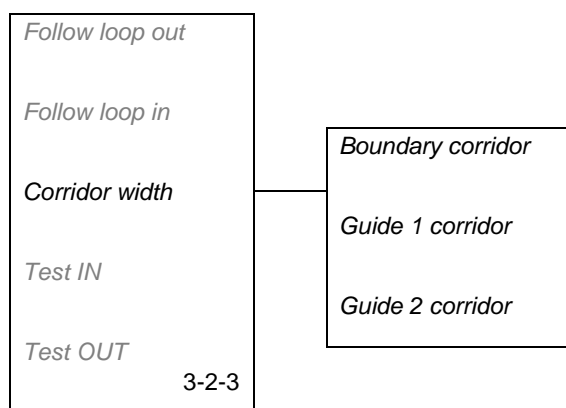 Follow loop out
Follow loop in
Corridor width
Test IN
Test OUT
3-2-3
Boundary corridor
Guide 1 corridor
Guide 2 corridor